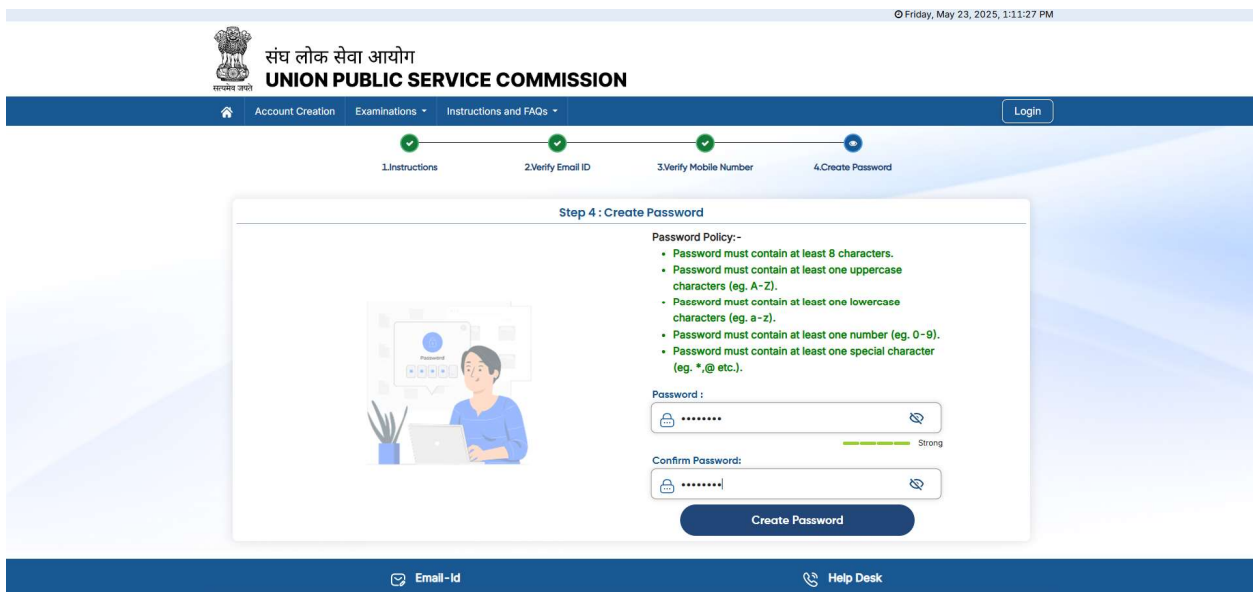 Friday, May 23, 2025, 1:11:27 PM
संघ लोक सेवा आयोग
UNION PUBLIC SERVICE COMMISSION
सत्यमेव जयते
Account Creation Examinations Instructions and FAQs Login
1.Instructions 2.Verify Email ID 3.Verify Mobile Number 4.Create Password
Step 4 : Create Password
Password Policy:-
• Password must contain at least 8 characters.
• Password must contain at least one uppercase
characters (eg. A-Z).
• Password must contain at least one lowercase
characters (eg. a-z).
• Password must contain at least one number (eg. 0-9).
• Password must contain at least one special character
(eg. *,@ etc.).
Password
Password :
••••••••
Strong
Confirm Password:
••••••••
Create Password
Email-Id Help Desk